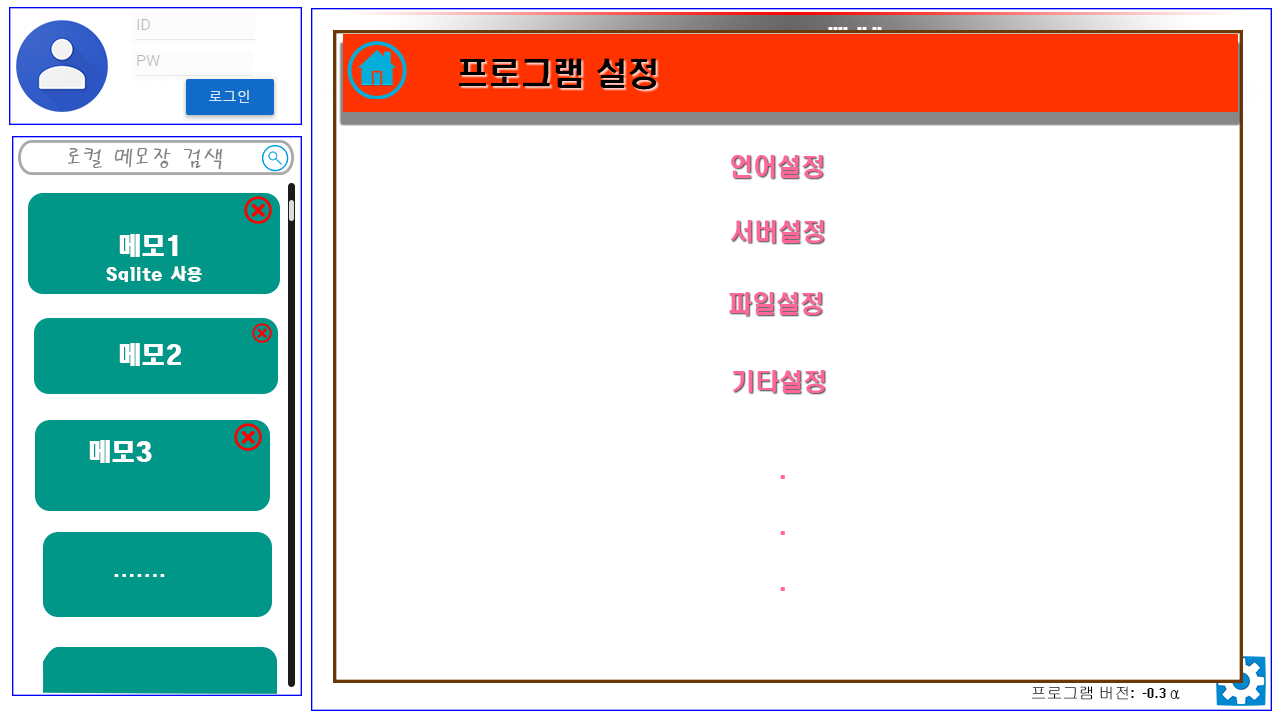 ID
PW
로그인
로컬 메모장 검색
메모1
Sqlite 사용
메모2
메모3
.......
프로그램 설정
언어설정
서버설정
파일설정
기타설정
.
.
.
프로그램 버전: -0.3 α